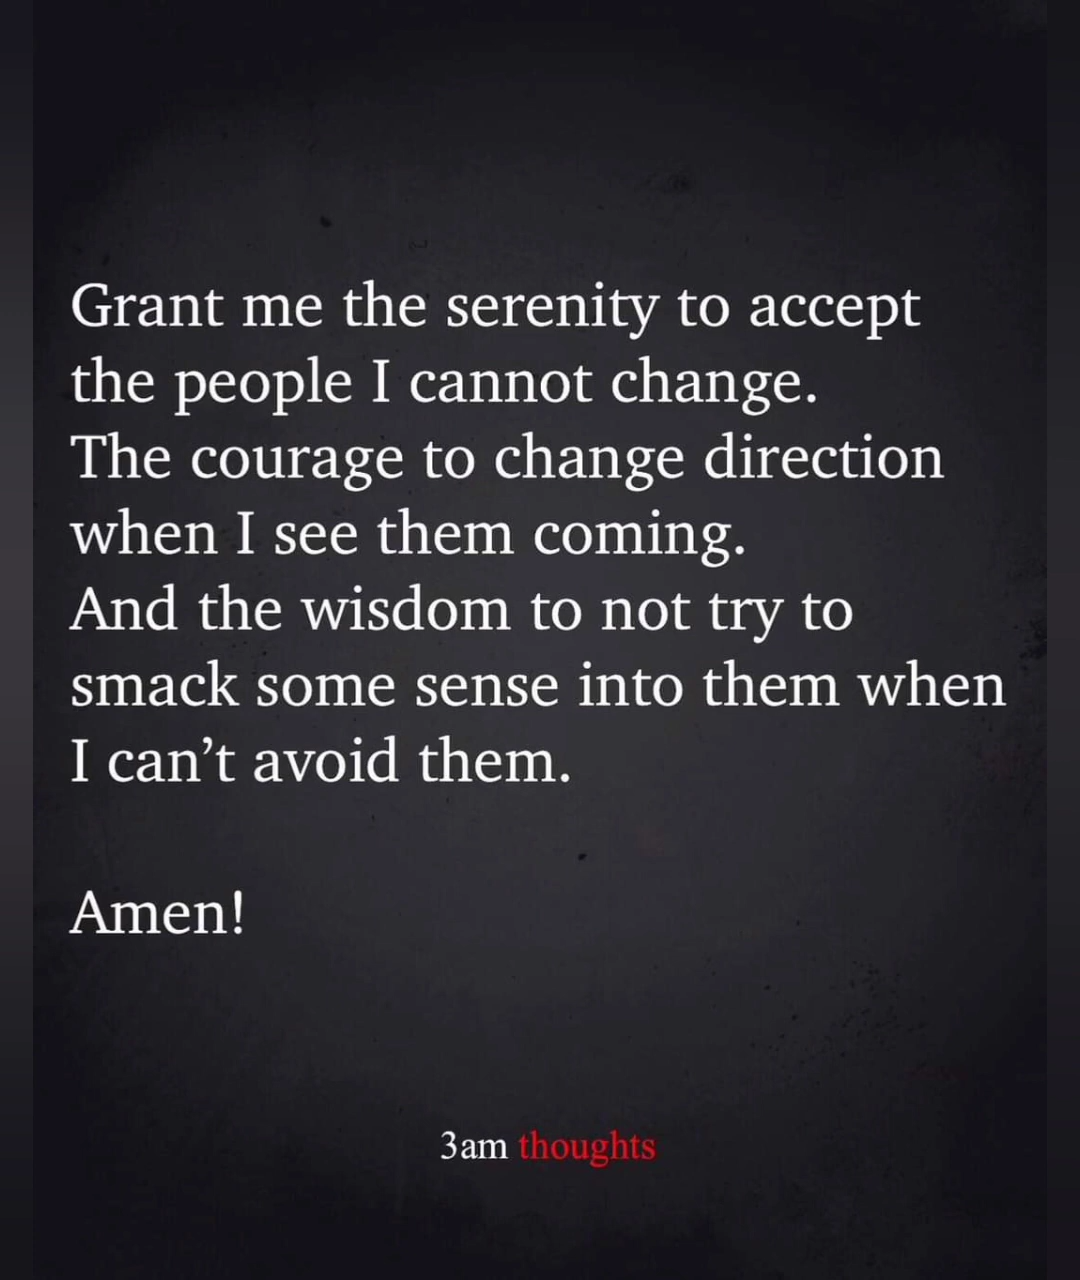 Grant me the serenity to accept
the people I cannot change.
The courage to change direction
when I see them coming.
And the wisdom to not try to
smack some sense into them when
I can’t avoid them.
Amen!
3am thoughts